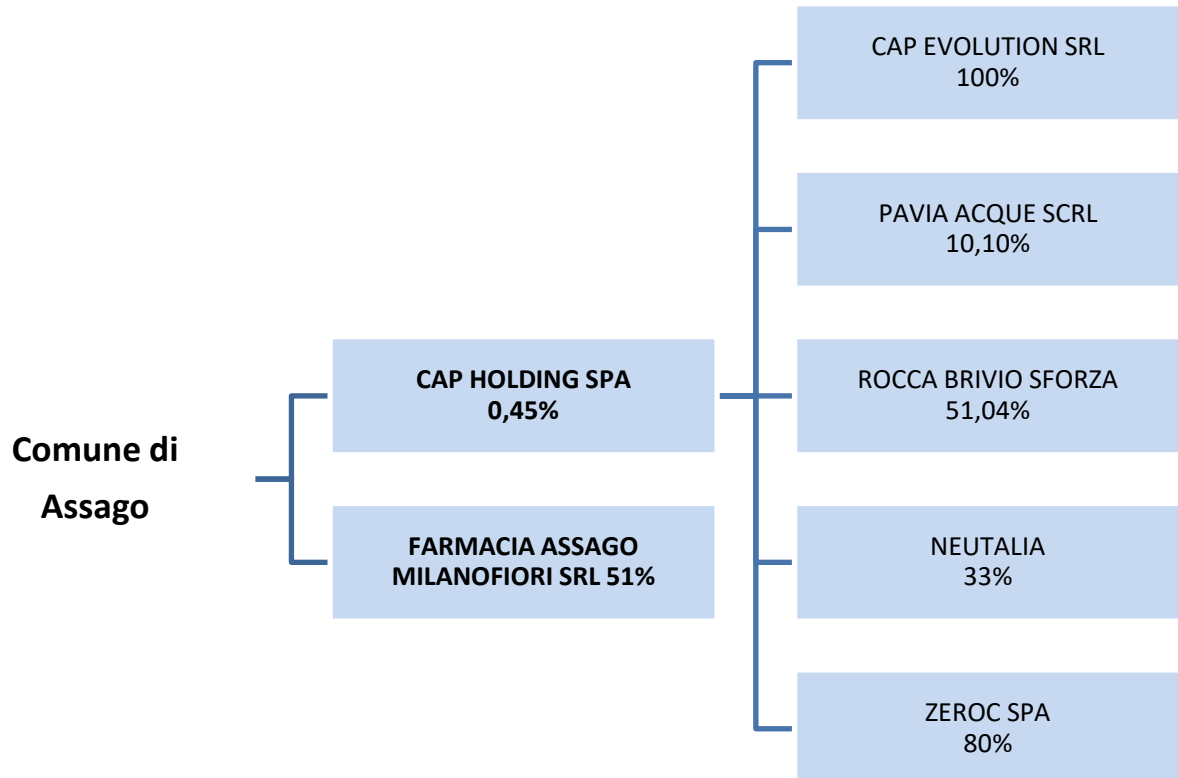 Comune di
Assago
CAP HOLDING SPA
0,45%
FARMACIA ASSAGO
MILANOFIORI SRL 51%
CAP EVOLUTION SRL
100%
PAVIA ACQUE SCRL
10,10%
ROCCA BRIVIO SFORZA
51,04%
NEUTALIA
33%
ZEROC SPA
80%